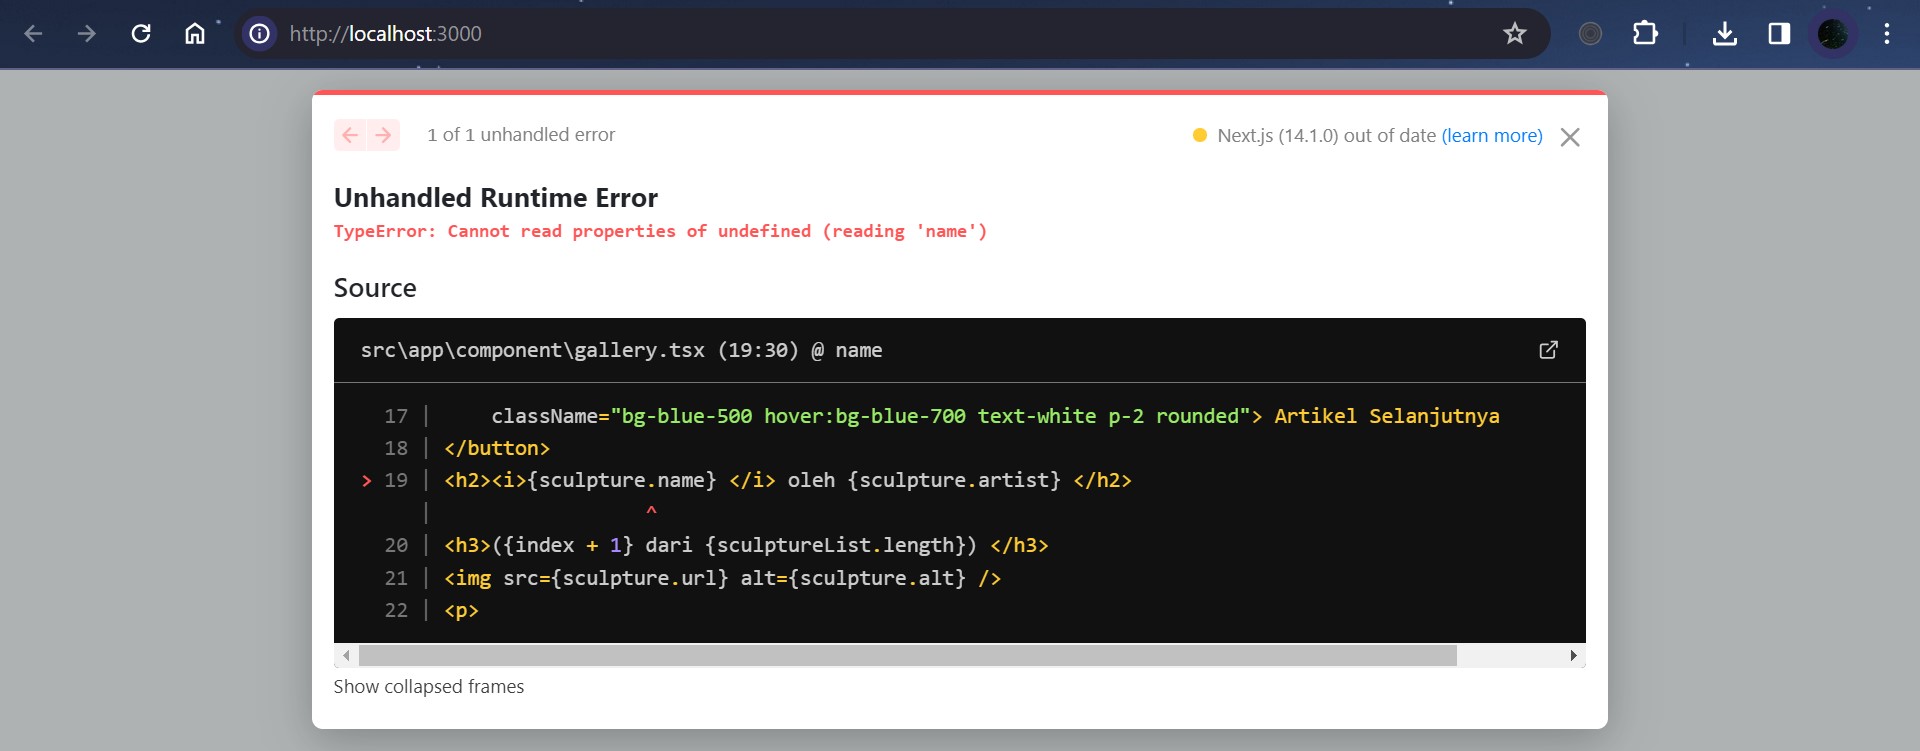 http://localhost:3000
1 of 1 unhandled error
Next.js (14.1.0) out of date (learn more)
Unhandled Runtime Error
TypeError: Cannot read properties of undefined (reading 'name')
Source
src\app\component\gallery.tsx (19:30) @ name
17 |     className="bg-blue-500 hover:bg-blue-700 text-white p-2 rounded"> Artikel Selanjutnya
18 | </button>
> 19 | <h2><i>{sculpture.name} </i> oleh {sculpture.artist} </h2>
|                  ^
20 | <h3>({index + 1} dari {sculptureList.length}) </h3>
21 | <img src={sculpture.url} alt={sculpture.alt} />
22 | <p>
Show collapsed frames